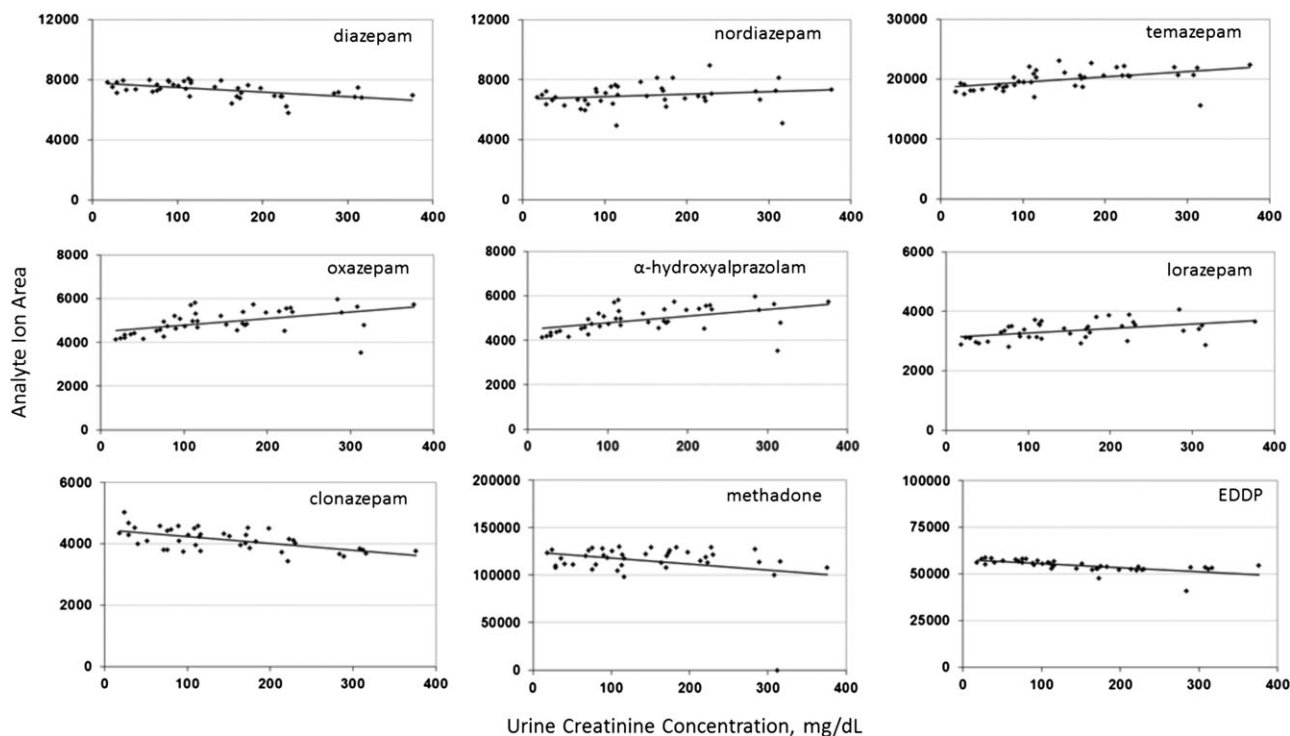 12000
8000
4000
0
0 100 200 300 400
diazepam
12000
8000
4000
0
0 100 200 300 400
nordiazepam
30000
20000
10000
0
0 100 200 300 400
temazepam
Analyte Ion Area
8000
6000
4000
2000
0
0 100 200 300 400
oxazepam
8000
6000
4000
2000
0
0 100 200 300 400
α-hydroxyalprazolam
6000
4000
2000
0
0 100 200 300 400
lorazepam
6000
4000
2000
0
0 100 200 300 400
clonazepam
200000
150000
100000
50000
0
0 100 200 300 400
methadone
100000
75000
50000
25000
0
0 100 200 300 400
EDDP
Urine Creatinine Concentration, mg/dL